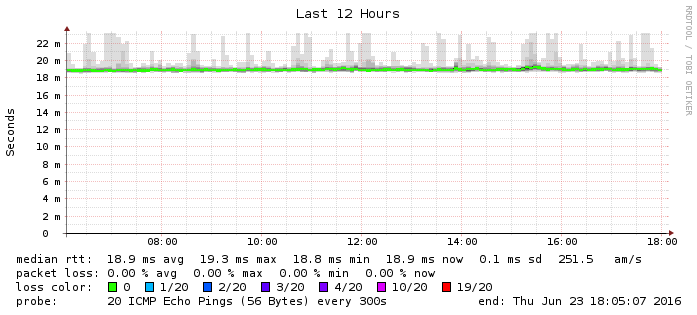 Last 12 Hours
RRDTOOL / TOBI OETIKER
Seconds
22 m
20 m
18 m
16 m
14 m
12 m
10 m
8 m
6 m
4 m
2 m
0
08:00 10:00 12:00 14:00 16:00 18:00
median rtt: 18.9 ms avg 19.3 ms max 18.8 ms min 18.9 ms now 0.1 ms sd 251.5 am/s
packet loss: 0.00 % avg 0.00 % max 0.00 % min 0.00 % now
loss color: 0 1/20 2/20 3/20 4/20 10/20 19/20
probe: 20 ICMP Echo Pings (56 Bytes) every 300s end: Thu Jun 23 18:05:07 2016